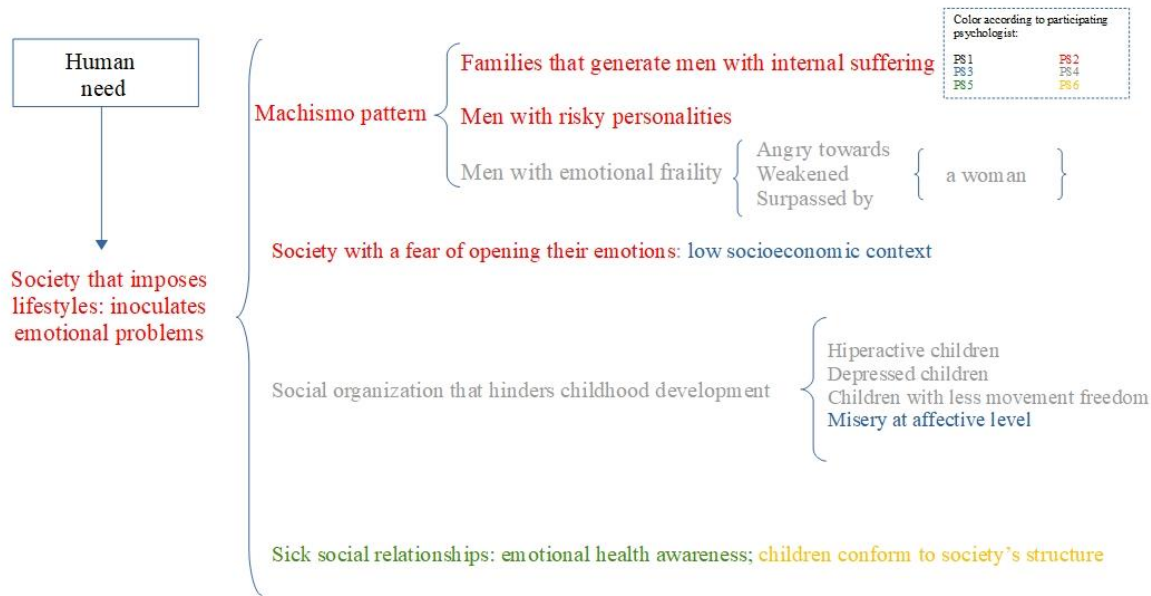 Color according to participating
psychologist:
PS1 PS2
PS3 PS4
PS5 PS6
Human
need
Society that imposes
lifestyles: inoculates
emotional problems
Machismo pattern
Families that generate men with internal suffering
Men with risky personalities
Men with emotional fraility
Angry towards
Weakened
Surpassed by
a woman
Society with a fear of opening their emotions: low socioeconomic context
Social organization that hinders childhood development
Hiperactive children
Depressed children
Children with less movement freedom
Misery at affective level
Sick social relationships: emotional health awareness; children conform to society’s structure